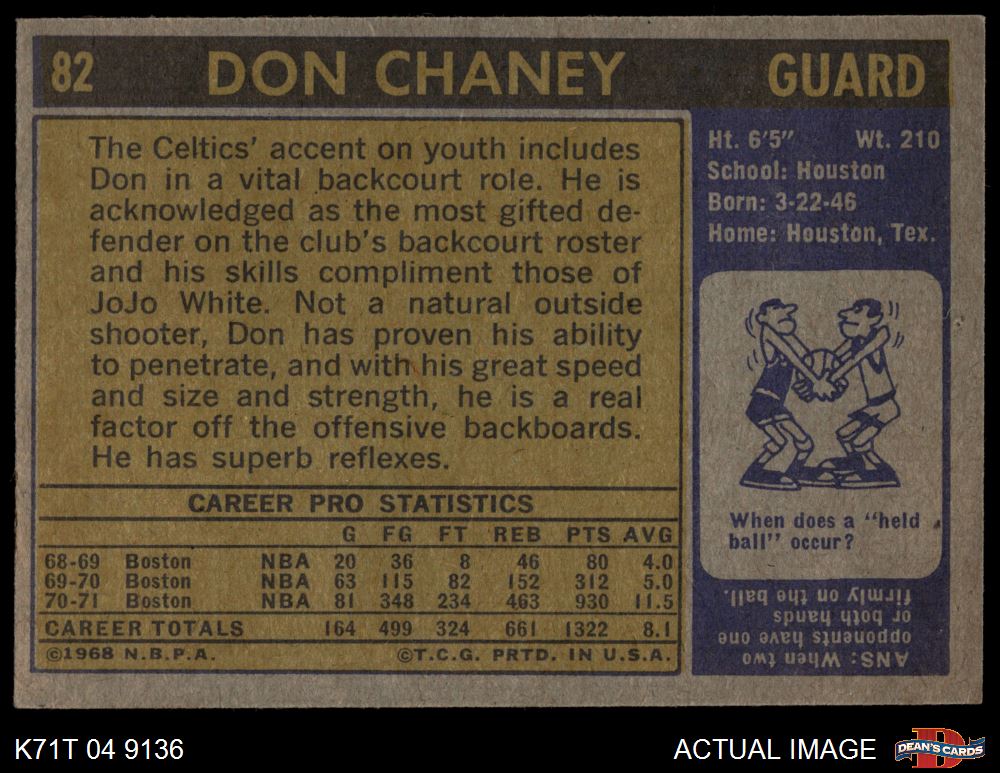 82 DON CHANEY GUARD
The Celtics' accent on youth includes
Don in a vital backcourt role. He is
acknowledged as the most gifted de-
fender on the club's backcourt roster
and his skills compliment those of
JoJo White. Not a natural outside
shooter, Don has proven his ability
to penetrate, and with his great speed
and size and strength, he is a real
factor off the offensive backboards.
He has superb reflexes.
CAREER PRO STATISTICS
G FG FT REB PTS AVG
68-69 Boston NBA 20 36 8 46 80 4.0
69-70 Boston NBA 63 115 82 152 312 5.0
70-71 Boston NBA 81 348 234 463 930 11.5
CAREER TOTALS 164 499 324 661 1322 8.1
©1968 N.B.P.A. ©T.C.G. PRTD. IN U.S.A.
Ht. 6'5" Wt. 210
School: Houston
Born: 3-22-46
Home: Houston, Tex.
When does a "held
ball" occur?
ANS: When two
opponents have one
or both hands
firmly on the ball.
K71T 04 9136 ACTUAL IMAGE
D
DEAN'S CARDS